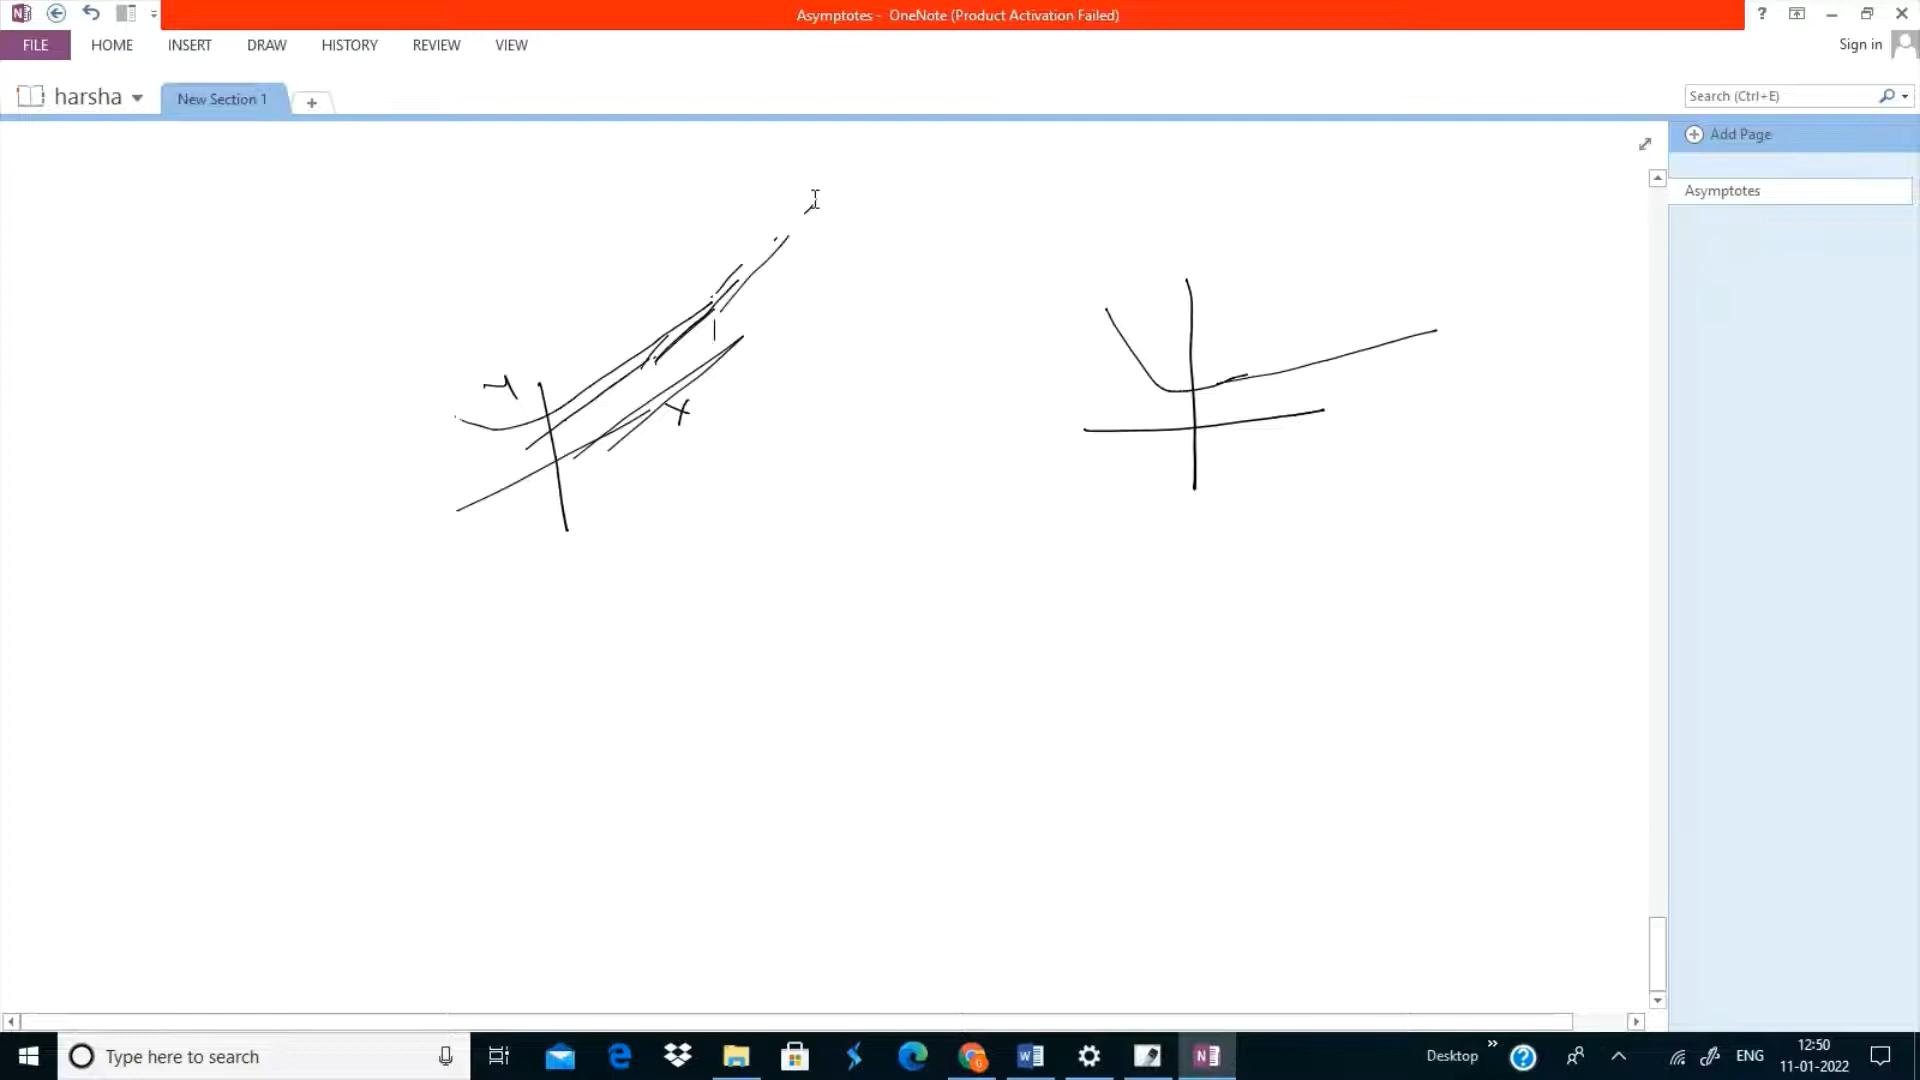 Asymptotes - OneNote (Product Activation Failed)
?
FILE HOME INSERT DRAW HISTORY REVIEW VIEW
Sign in
harsha New Section 1
Search (Ctrl+E)
Add Page
Asymptotes
y
x
Type here to search
Desktop
ENG
12:50
11-01-2022